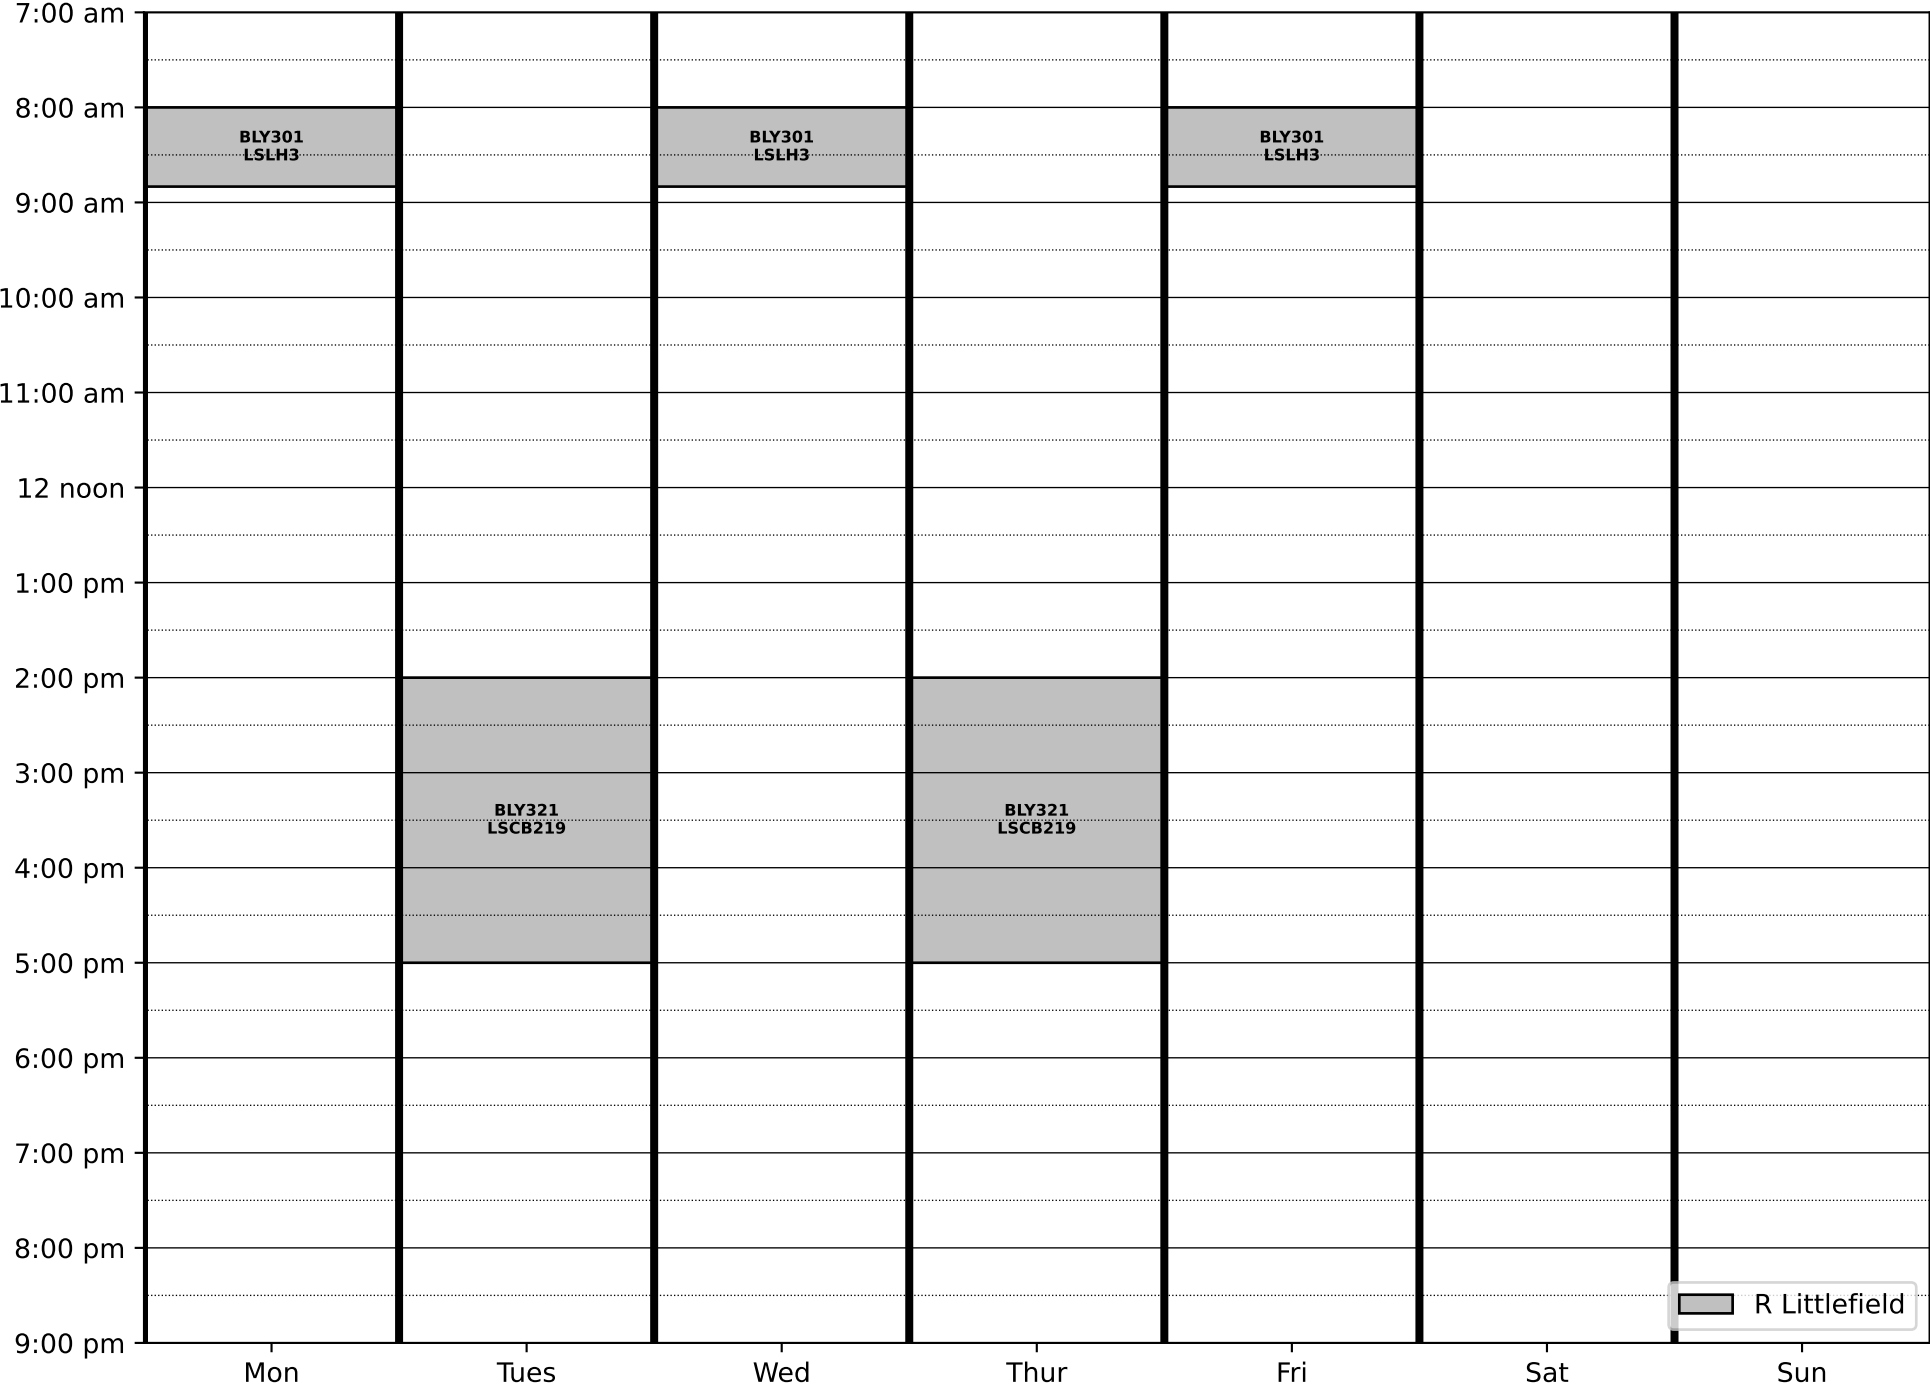 7:00 am
8:00 am
BLY301
LSLH3
BLY301
LSLH3
BLY301
LSLH3
9:00 am
10:00 am
11:00 am
12 noon
1:00 pm
2:00 pm
3:00 pm
BLY321
LSCB219
BLY321
LSCB219
4:00 pm
5:00 pm
6:00 pm
7:00 pm
8:00 pm
R Littlefield
9:00 pm
Mon Tues Wed Thur Fri Sat Sun